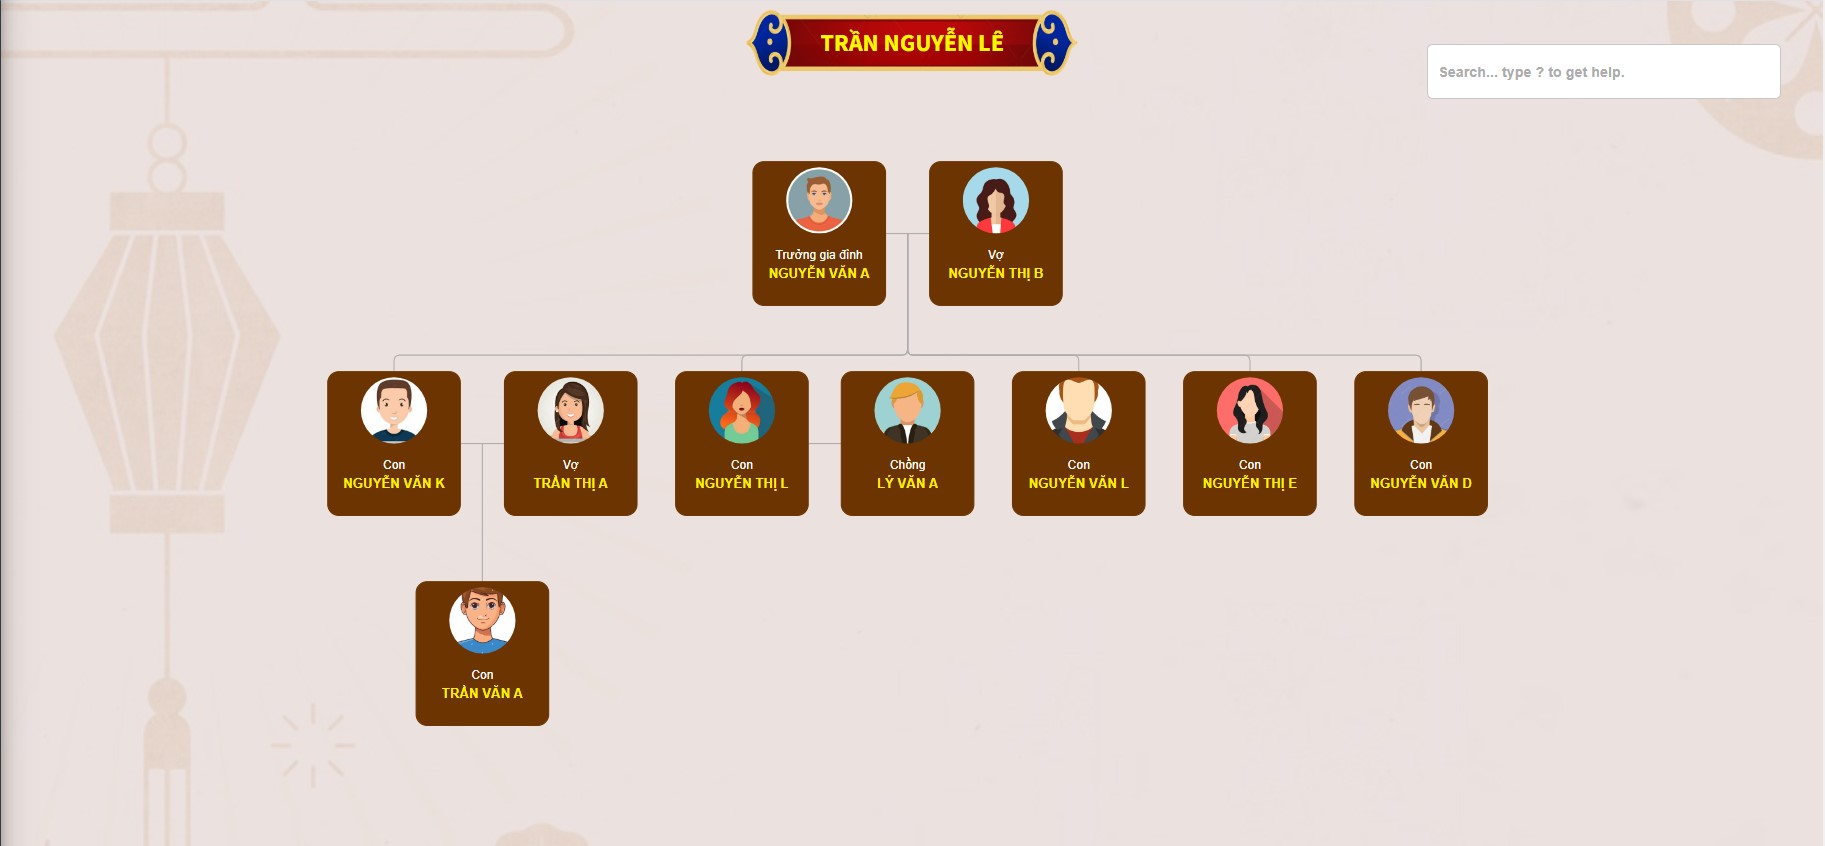 TRẦN NGUYỄN LÊ
Search... type ? to get help.
Trưởng gia đình
NGUYỄN VĂN A
Vợ
NGUYỄN THỊ B
Con
NGUYỄN VĂN K
Vợ
TRẦN THỊ A
Con
NGUYỄN THỊ L
Chồng
LÝ VĂN A
Con
NGUYỄN VĂN L
Con
NGUYỄN THỊ E
Con
NGUYỄN VĂN D
Con
TRẦN VĂN A